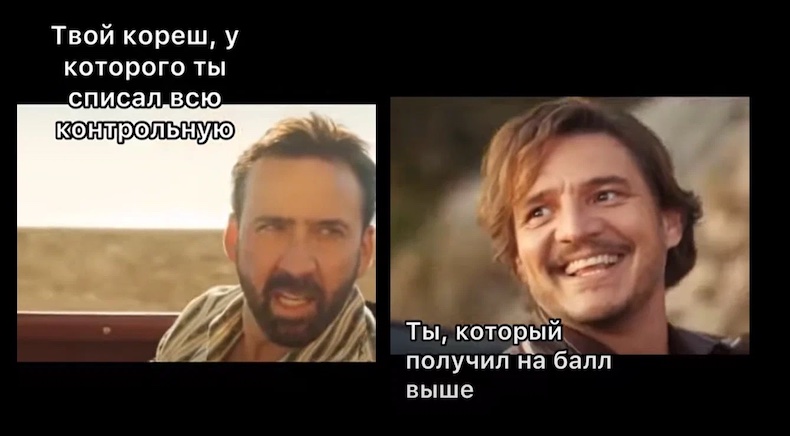 Твой кореш, у
которого ты
списал всю
контрольную
Ты, который
получил на балл
выше